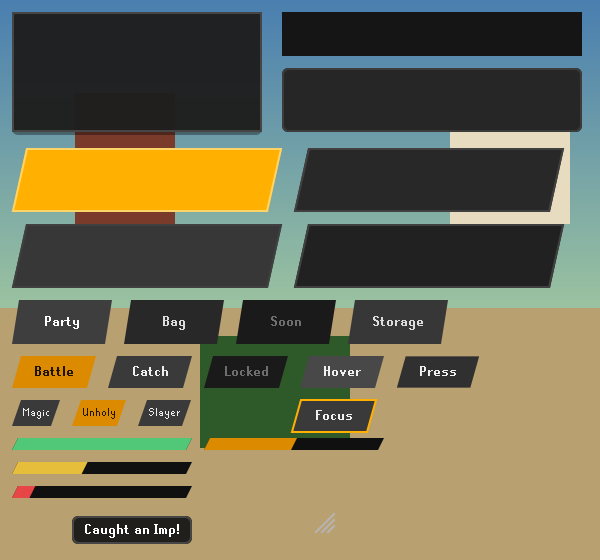 Party Bag Soon Storage
Battle Catch Locked Hover Press
Magic Unholy Slayer Focus
Caught an Imp!